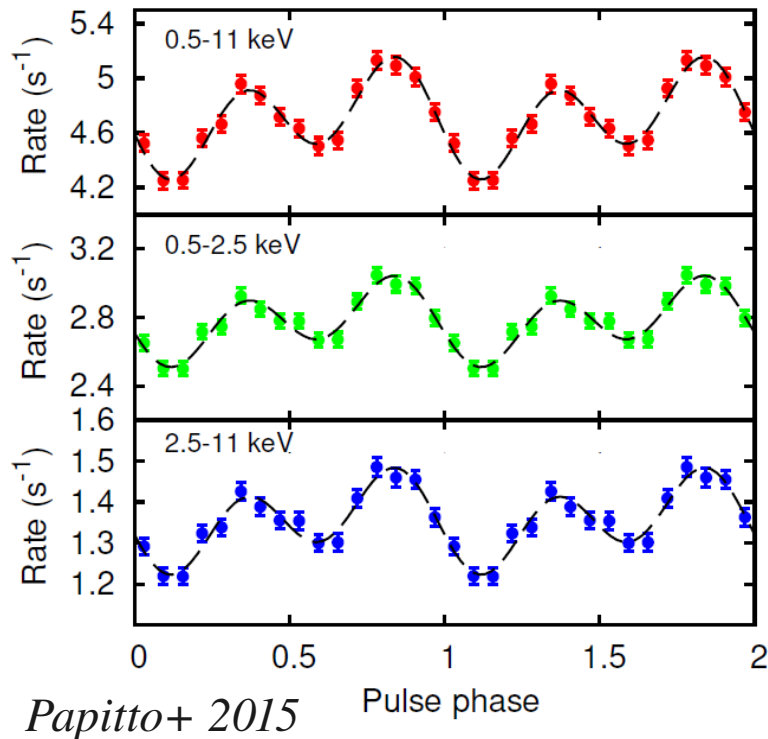 5.4
0.5-11 keV
5
4.6
4.2
Rate (s⁻¹)
3.2
0.5-2.5 keV
2.8
2.4
Rate (s⁻¹)
1.6
2.5-11 keV
1.5
1.4
1.3
1.2
Rate (s⁻¹)
0 0.5 1 1.5 2
Pulse phase
Papitto+ 2015